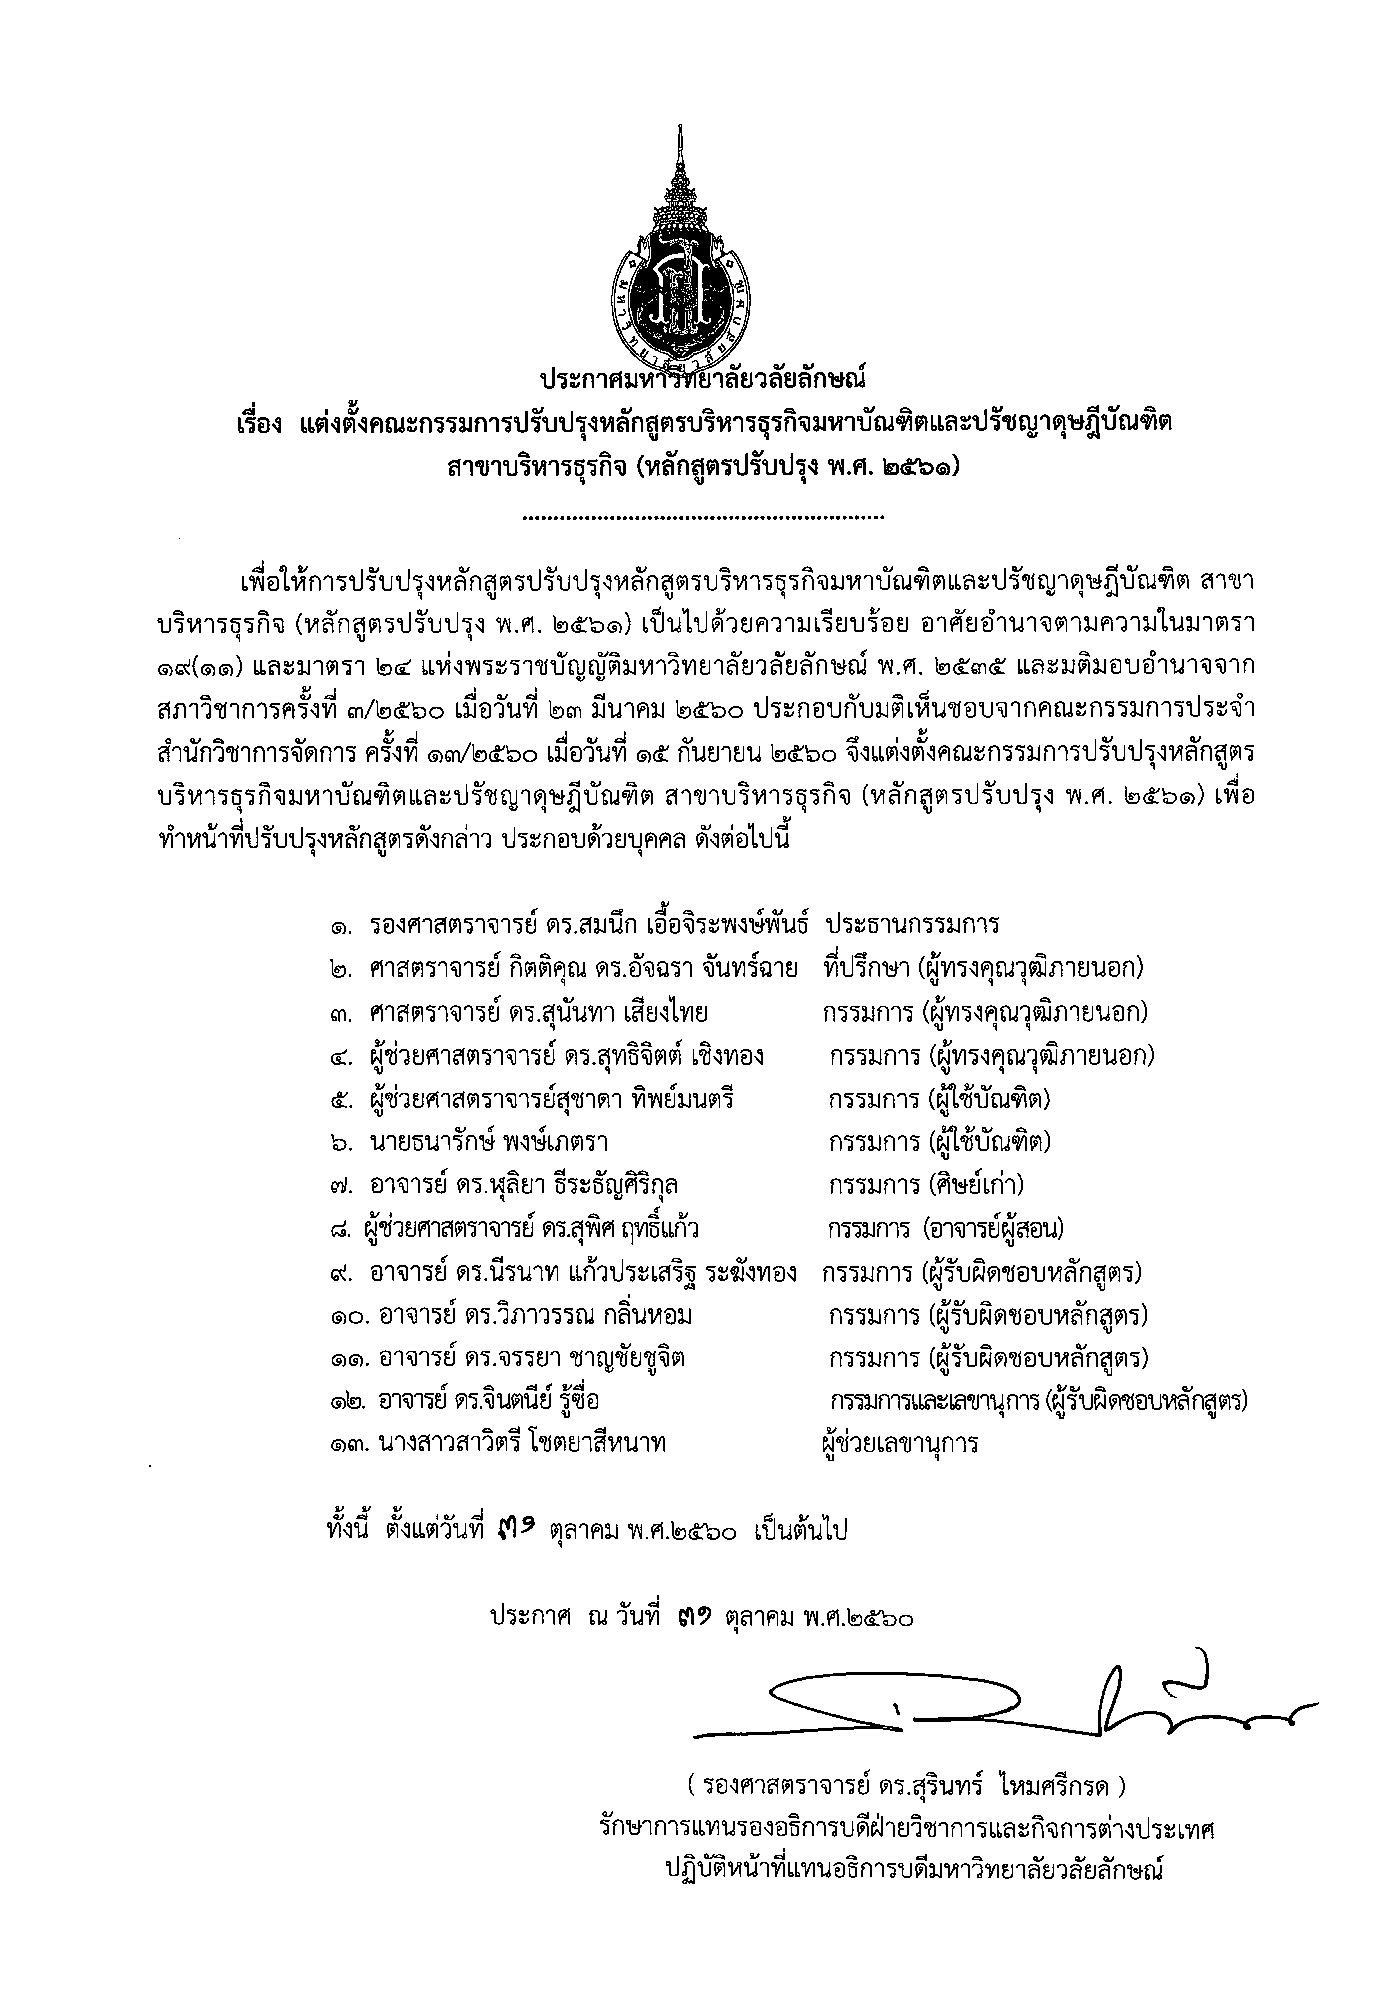 มหาวิทยาลัยวลัยลักษณ์
ประกาศมหาวิทยาลัยวลัยลักษณ์
เรื่อง แต่งตั้งคณะกรรมการปรับปรุงหลักสูตรบริหารธุรกิจมหาบัณฑิตและปรัชญาดุษฎีบัณฑิต
สาขาบริหารธุรกิจ (หลักสูตรปรับปรุง พ.ศ. ๒๕๖๑)
เพื่อให้การปรับปรุงหลักสูตรปรับปรุงหลักสูตรบริหารธุรกิจมหาบัณฑิตและปรัชญาดุษฎีบัณฑิต สาขา
บริหารธุรกิจ (หลักสูตรปรับปรุง พ.ศ. ๒๕๖๑) เป็นไปด้วยความเรียบร้อย อาศัยอำนาจตามความในมาตรา
๑๙(๑๑) และมาตรา ๒๔ แห่งพระราชบัญญัติมหาวิทยาลัยวลัยลักษณ์ พ.ศ. ๒๕๓๕ และมติมอบอำนาจจาก
สภาวิชาการครั้งที่ ๓/๒๕๖๐ เมื่อวันที่ ๒๓ มีนาคม ๒๕๖๐ ประกอบกับมติเห็นชอบจากคณะกรรมการประจำ
สำนักวิชาการจัดการ ครั้งที่ ๑๓/๒๕๖๐ เมื่อวันที่ ๑๕ กันยายน ๒๕๖๐ จึงแต่งตั้งคณะกรรมการปรับปรุงหลักสูตร
บริหารธุรกิจมหาบัณฑิตและปรัชญาดุษฎีบัณฑิต สาขาบริหารธุรกิจ (หลักสูตรปรับปรุง พ.ศ. ๒๕๖๑) เพื่อ
ทำหน้าที่ปรับปรุงหลักสูตรดังกล่าว ประกอบด้วยบุคคล ดังต่อไปนี้
๑. รองศาสตราจารย์ ดร.สมนึก เอื้อจิระพงษ์พันธ์ ประธานกรรมการ
๒. ศาสตราจารย์ กิตติคุณ ดร.อัจฉรา จันทร์ฉาย ที่ปรึกษา (ผู้ทรงคุณวุฒิภายนอก)
๓. ศาสตราจารย์ ดร.สุนันทา เสียงไทย กรรมการ (ผู้ทรงคุณวุฒิภายนอก)
๔. ผู้ช่วยศาสตราจารย์ ดร.สุทธิจิตต์ เชิงทอง กรรมการ (ผู้ทรงคุณวุฒิภายนอก)
๕. ผู้ช่วยศาสตราจารย์สุชาดา ทิพย์มนตรี กรรมการ (ผู้ใช้บัณฑิต)
๖. นายธนารักษ์ พงษ์เภตรา กรรมการ (ผู้ใช้บัณฑิต)
๗. อาจารย์ ดร.ฬุลิยา ธีระธัญศิริกุล กรรมการ (ศิษย์เก่า)
๘. ผู้ช่วยศาสตราจารย์ ดร.สุพิศ ฤทธิ์แก้ว กรรมการ (อาจารย์ผู้สอน)
๙. อาจารย์ ดร.นีรนาท แก้วประเสริฐ ระฆังทอง กรรมการ (ผู้รับผิดชอบหลักสูตร)
๑๐. อาจารย์ ดร.วิภาวรรณ กลิ่นหอม กรรมการ (ผู้รับผิดชอบหลักสูตร)
๑๑. อาจารย์ ดร.จรรยา ชาญชัยชูจิต กรรมการ (ผู้รับผิดชอบหลักสูตร)
๑๒. อาจารย์ ดร.จินตนีย์ รู้ซื่อ กรรมการและเลขานุการ (ผู้รับผิดชอบหลักสูตร)
๑๓. นางสาวสาวิตรี โชตยาสีหนาท ผู้ช่วยเลขานุการ
ทั้งนี้ ตั้งแต่วันที่ ๓๑ ตุลาคม พ.ศ.๒๕๖๐ เป็นต้นไป
ประกาศ ณ วันที่ ๓๑ ตุลาคม พ.ศ.๒๕๖๐
( รองศาสตราจารย์ ดร.สุรินทร์ ไหมศรีกรด )
รักษาการแทนรองอธิการบดีฝ่ายวิชาการและกิจการต่างประเทศ
ปฏิบัติหน้าที่แทนอธิการบดีมหาวิทยาลัยวลัยลักษณ์